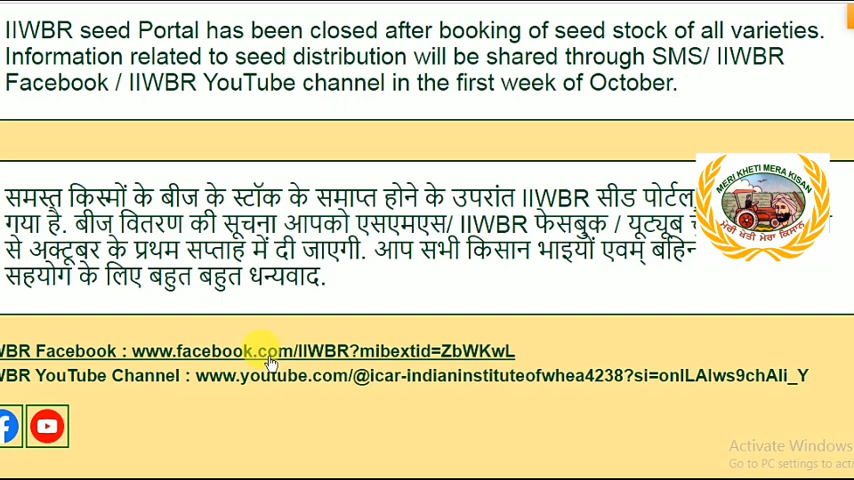 IIWBR seed Portal has been closed after booking of seed stock of all varieties.
Information related to seed distribution will be shared through SMS/ IIWBR
Facebook / IIWBR YouTube channel in the first week of October.
MERI KHETI MERA KISAN
ਮੇਰੀ ਖੇਤੀ ਮੇਰਾ ਕਿਸਾਨ
समस्त किस्मों के बीज के स्टॉक के समाप्त होने के उपरांत IIWBR सीड पोर्टल
गया है. बीज वितरण की सूचना आपको एसएमएस/ IIWBR फेसबुक / यूट्यूब
से अक्टूबर के प्रथम सप्ताह में दी जाएगी. आप सभी किसान भाइयों एवम्
सहयोग के लिए बहुत बहुत धन्यवाद.
WBR Facebook : www.facebook.com/IIWBR?mibextid=ZbWKwL
WBR YouTube Channel : www.youtube.com/@icar-indianinstituteofwhea4238?si=onlLAlws9chAli_Y
Activate Windows
Go to PC settings to acti